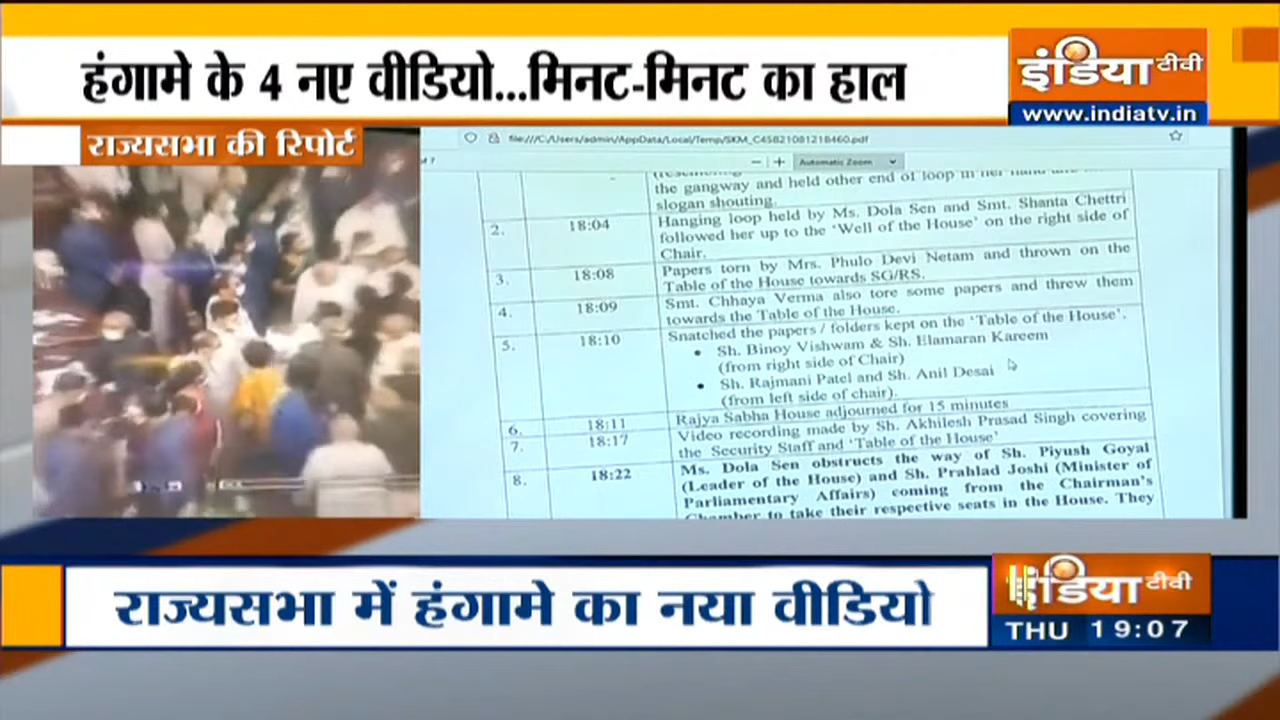 हंगामे के 4 नए वीडियो...मिनट-मिनट का हाल
इंडिया टीवी
www.indiatv.in
राज्यसभा की रिपोर्ट
file:///C:/Users/admin/AppData/Local/Temp/SKM_C45821081218460.pdf
Automatic Zoom
the gangway and held other end of loop in her hand
slogan shouting.
2. 18:04 Hanging loop held by Ms. Dola Sen and Smt. Shanta Chettri
followed her up to the ‘Well of the House’ on the right side of
Chair.
3. 18:08 Papers torn by Mrs. Phulo Devi Netam and thrown on the
Table of the House towards SG/RS.
4. 18:09 Smt. Chhaya Verma also tore some papers and threw them
towards the Table of the House.
5. 18:10 Snatched the papers / folders kept on the ‘Table of the House’.
• Sh. Binoy Vishwam & Sh. Elamaran Kareem
(from right side of Chair)
• Sh. Rajmani Patel and Sh. Anil Desai
(from left side of chair).
6. 18:11 Rajya Sabha House adjourned for 15 minutes
7. 18:17 Video recording made by Sh. Akhilesh Prasad Singh covering
the Security Staff and ‘Table of the House’
8. 18:22 Ms. Dola Sen obstructs the way of Sh. Piyush Goyal
(Leader of the House) and Sh. Prahlad Joshi (Minister of
Parliamentary Affairs) coming from the Chairman’s
Chamber to take their respective seats in the House. They
राज्यसभा में हंगामे का नया वीडियो
इंडिया टीवी
THU 19:07